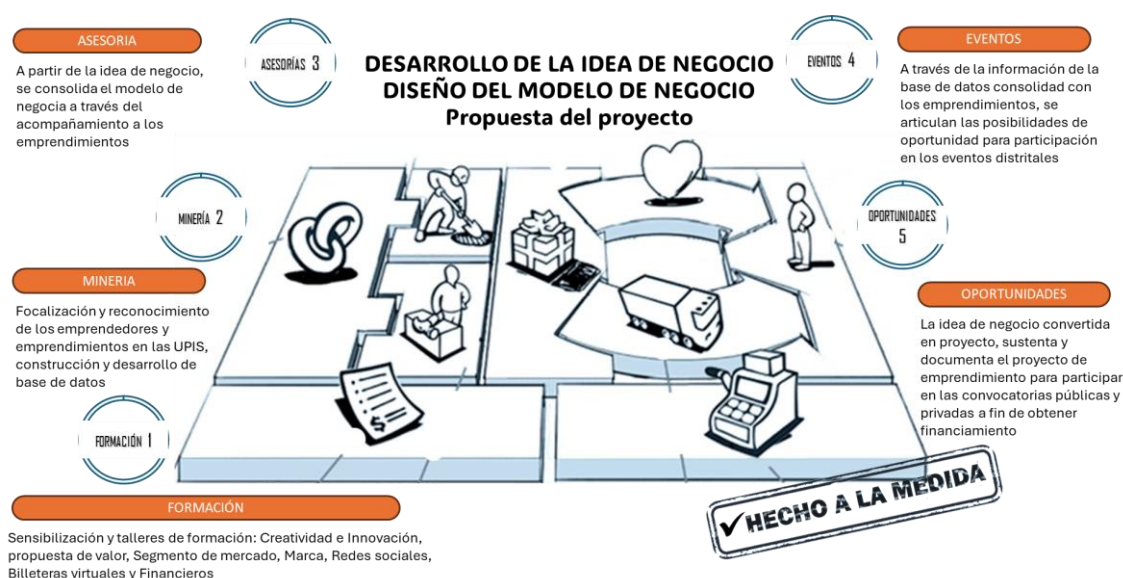 DESARROLLO DE LA IDEA DE NEGOCIO
DISEÑO DEL MODELO DE NEGOCIO
Propuesta del proyecto
ASESORIA
A partir de la idea de negocio,
se consolida el modelo de
negocia a través del
acompañamiento a los
emprendimientos
ASESORÍAS 3
EVENTOS 4
EVENTOS
A través de la información de la
base de datos consolidad con
los emprendimientos, se
articulan las posibilidades de
oportunidad para participación
en los eventos distritales
MINERÍA 2
OPORTUNIDADES
5
MINERIA
Focalización y reconocimiento
de los emprendedores y
emprendimientos en las UPIS,
construcción y desarrollo de
base de datos
OPORTUNIDADES
La idea de negocio convertida
en proyecto, sustenta y
documenta el proyecto de
emprendimiento para participar
en las convocatorias públicas y
privadas a fin de obtener
financiamiento
FORMACIÓN 1
$
HECHO A LA MEDIDA
FORMACIÓN
Sensibilización y talleres de formación: Creatividad e Innovación,
propuesta de valor, Segmento de mercado, Marca, Redes sociales,
Billeteras virtuales y Financieros